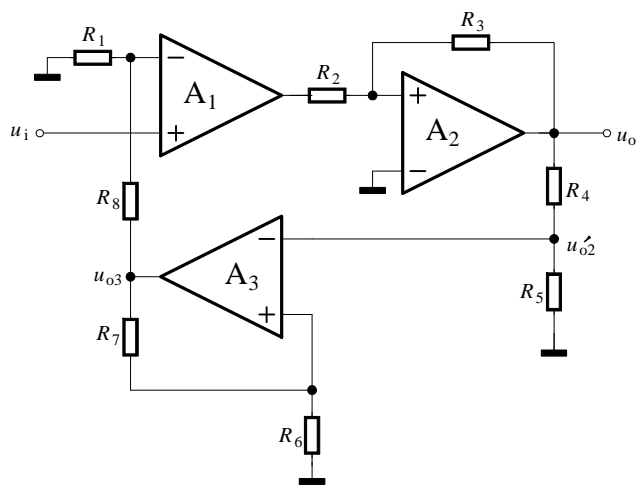 R1
R3
−
R2
A1
+
A2
ui
+
uo
−
R4
R8
−
u′o2
uo3
A3
R5
R7
+
R6